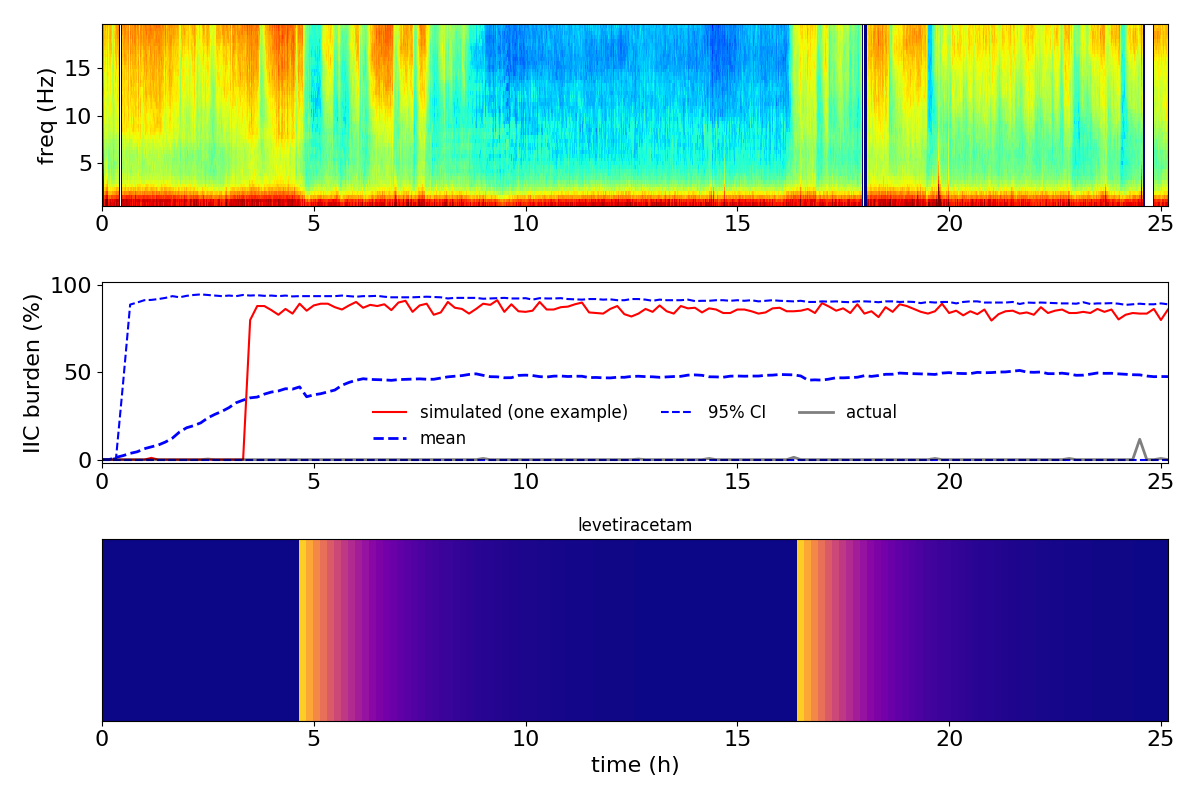 freq (Hz)
15
10
5
0 5 10 15 20 25
IIC burden (%)
100
50
0
simulated (one example) 95% CI actual
mean
0 5 10 15 20 25
levetiracetam
0 5 10 15 20 25
time (h)